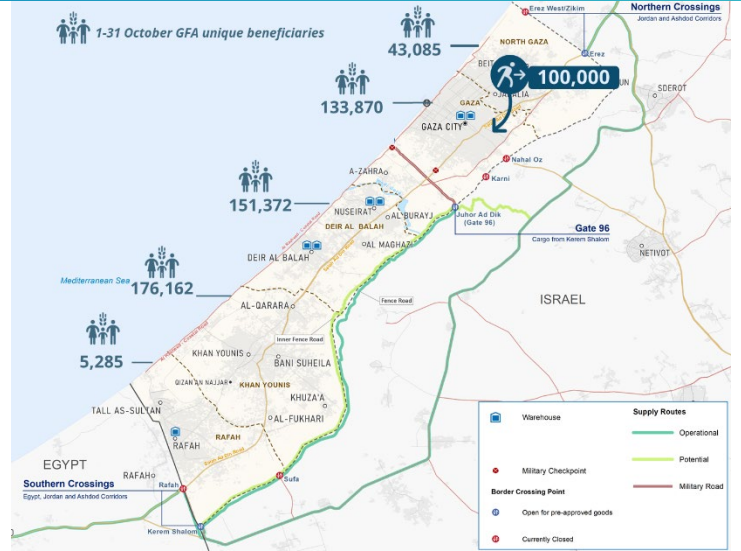 1-31 October GFA unique beneficiaries
43,085
133,870
151,372
176,162
5,285
100,000
Erez West/Zikim
Northern Crossings
Jordan and Ashdod Corridors
Erez
NORTH GAZA
JABALIA
SDEROT
GAZA
GAZA CITY
Nahal Oz
Karni
A-ZAHRA
NUSEIRAT
AL'BURAYJ
Juhor Ad Dik
(Gate 96)
DEIR AL BALAH
AL MAGHAZI
Gate 96
Cargo from Kerem Shalom
DEIR AL BALAH
NETIVOT
Mediterranean Sea
AL-QARARA
Fence Road
ISRAEL
Inner Fence Road
KHAN YOUNIS
BANI SUHEILA
QIZAN AN NAJJAR
KHAN YOUNIS
KHUZA'A
TALL AS-SULTAN
AL-FUKHARI
RAFAH
RAFAH
EGYPT
RAFAH
Sufa
Southern Crossings
Egypt, Jordan and Ashdod Corridors
Rafah
Kerem Shalom
Warehouse
Military Checkpoint
Border Crossing Point
Open for pre-approved goods
Currently Closed
Supply Routes
Operational
Potential
Military Road